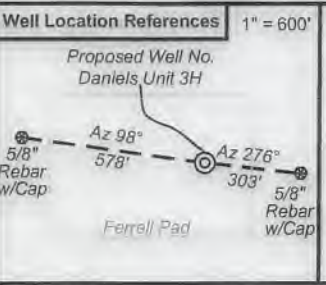 Well Location References
1" = 600'
Proposed Well No.
Daniels Unit 3H
Az 98°
578'
Az 276°
303'
5/8"
Rebar
w/Cap
5/8"
Rebar
w/Cap
Ferrell Pad